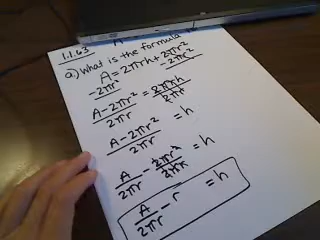 1.1.63
a) What is the formula
A = 2πrh + 2πr²
-2πr² -2πr²
A - 2πr² / 2πr = 2πrh / 2πr
A - 2πr² / 2πr = h
A / 2πr - 2πr² / 2πr = h
A / 2πr - r = h